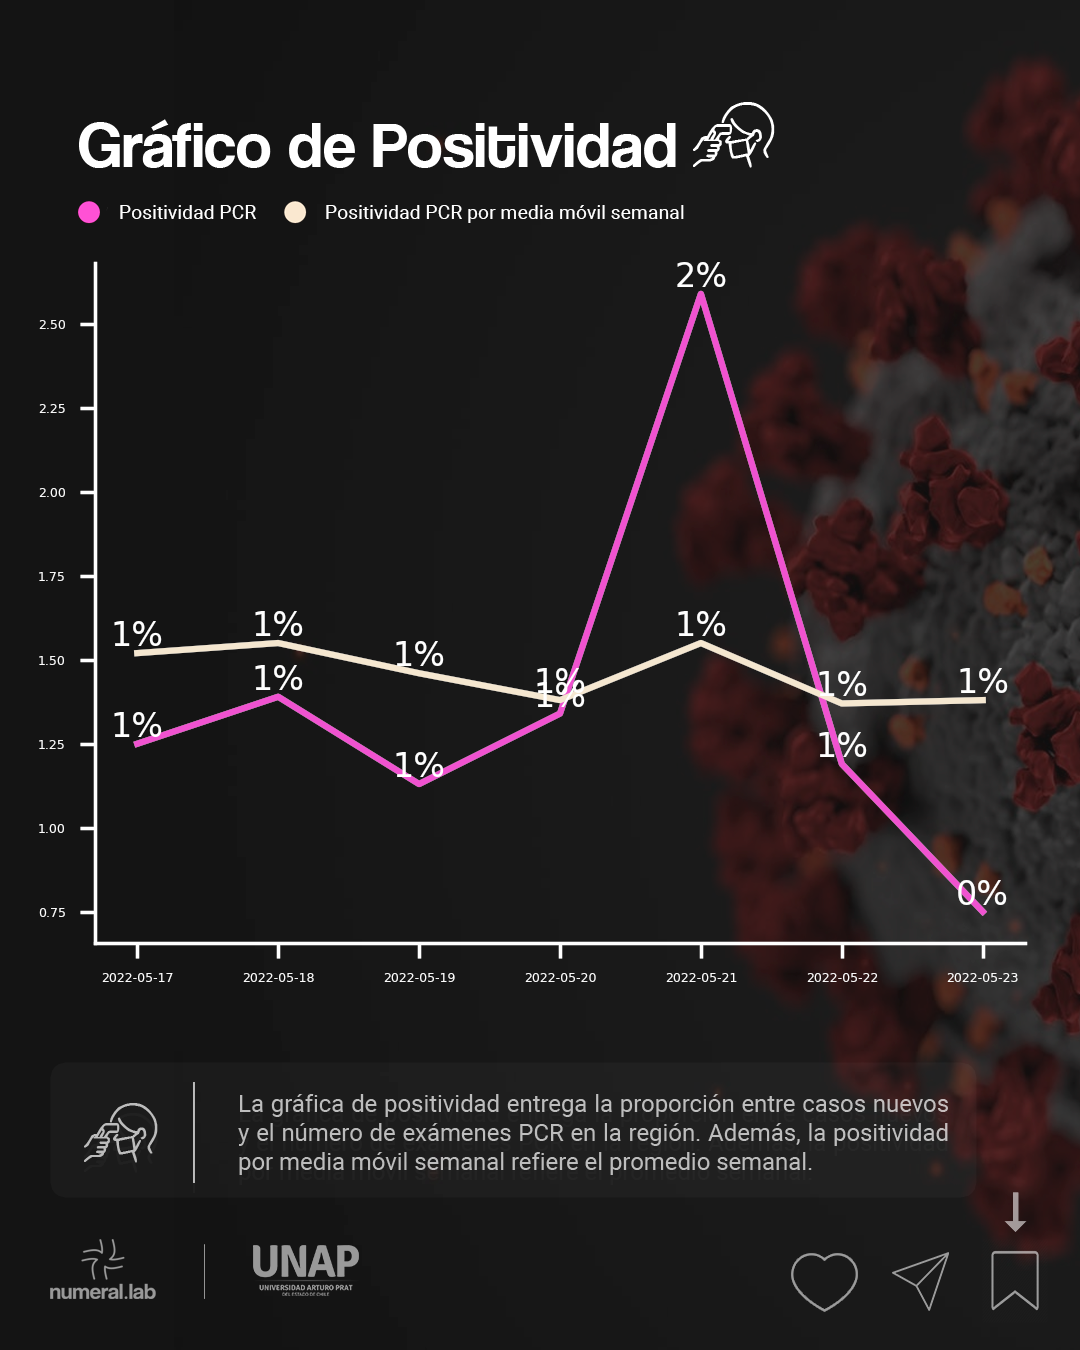 Gráfico de Positividad
Positividad PCR
Positividad PCR por media móvil semanal
2%
2.50
2.25
2.00
1.75
1% 1% 1% 1% 1% 1% 1%
1.50
1% 1% 1% 1% 1%
1.25
1.00
0%
0.75
2022-05-17 2022-05-18 2022-05-19 2022-05-20 2022-05-21 2022-05-22 2022-05-23
La gráfica de positividad entrega la proporción entre casos nuevos
y el número de exámenes PCR en la región. Además, la positividad
por media móvil semanal refiere el promedio semanal.
numeral.lab
UNAP
UNIVERSIDAD ARTURO PRAT
DEL ESTADO DE CHILE